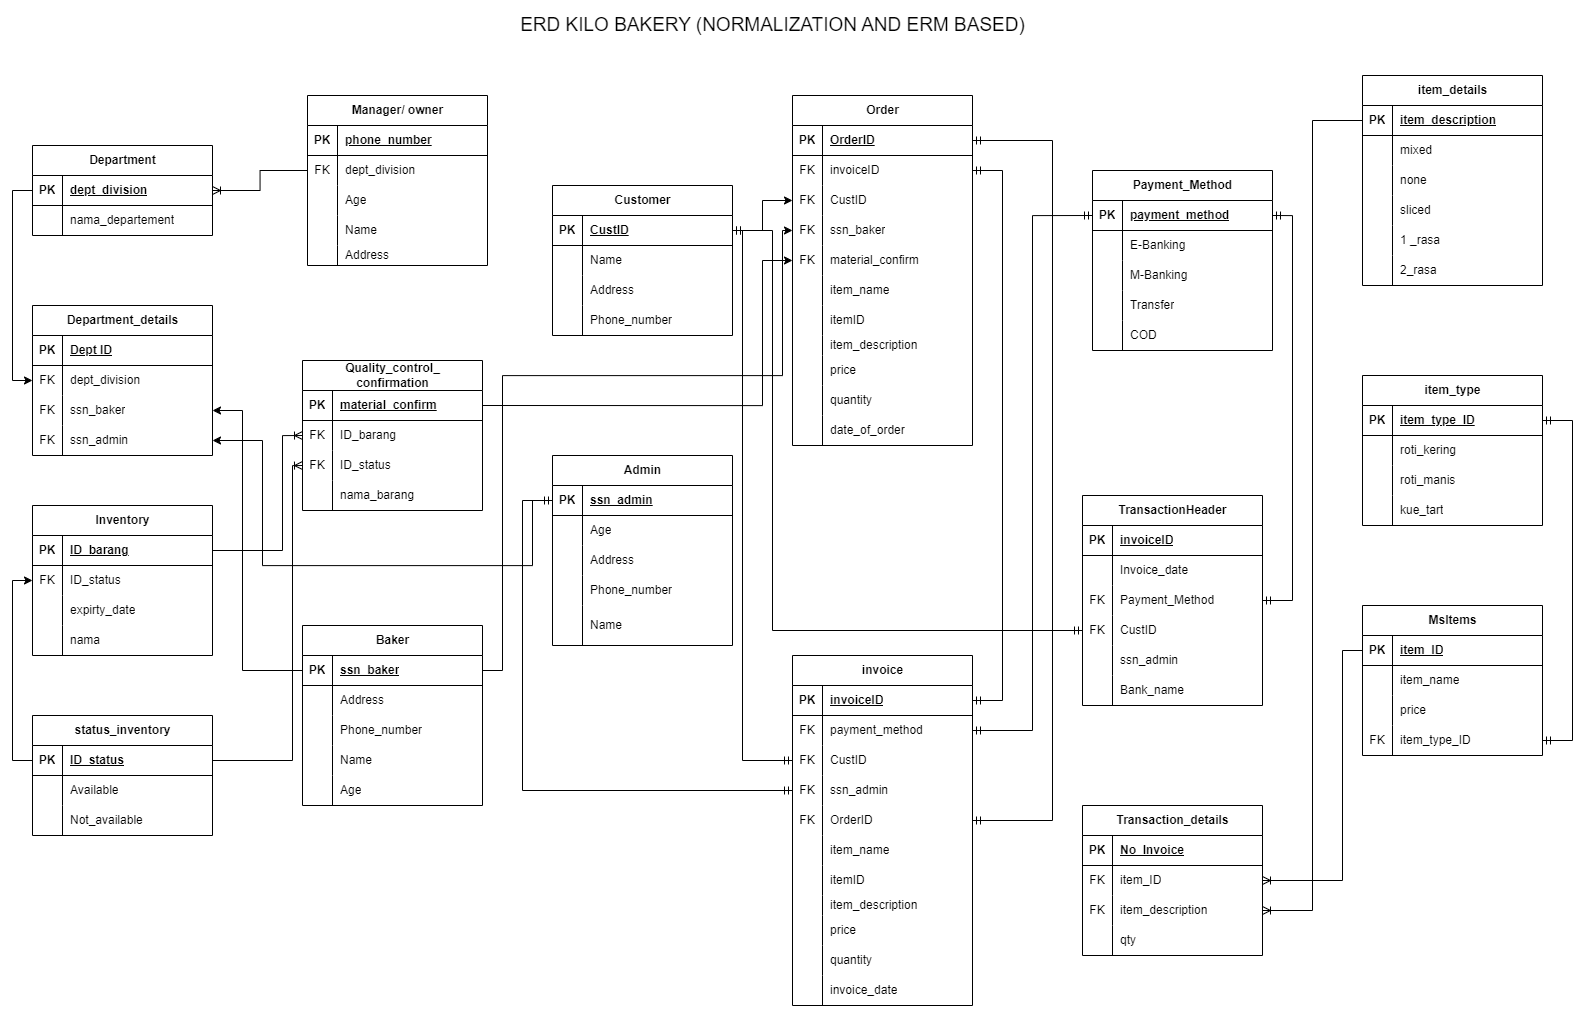 ERD KILO BAKERY (NORMALIZATION AND ERM BASED)
Department
PK dept_division
nama_departement
Manager/ owner
PK phone_number
FK dept_division
Age
Name
Address
Department_details
PK Dept ID
FK dept_division
FK ssn_baker
FK ssn_admin
Quality_control_
confirmation
PK material_confirm
FK ID_barang
FK ID_status
nama_barang
Inventory
PK ID_barang
FK ID_status
expirty_date
nama
Baker
PK ssn_baker
Address
Phone_number
Name
Age
status_inventory
PK ID_status
Available
Not_available
Customer
PK CustID
Name
Address
Phone_number
Admin
PK ssn_admin
Age
Address
Phone_number
Name
Order
PK OrderID
FK invoiceID
FK CustID
FK ssn_baker
FK material_confirm
item_name
itemID
item_description
price
quantity
date_of_order
invoice
PK invoiceID
FK payment_method
FK CustID
FK ssn_admin
FK OrderID
item_name
itemID
item_description
price
quantity
invoice_date
Payment_Method
PK payment_method
E-Banking
M-Banking
Transfer
COD
TransactionHeader
PK invoiceID
Invoice_date
FK Payment_Method
FK CustID
ssn_admin
Bank_name
Transaction_details
PK No_Invoice
FK item_ID
FK item_description
qty
item_details
PK item_description
mixed
none
sliced
1 _rasa
2_rasa
item_type
PK item_type_ID
roti_kering
roti_manis
kue_tart
MsItems
PK item_ID
item_name
price
FK item_type_ID